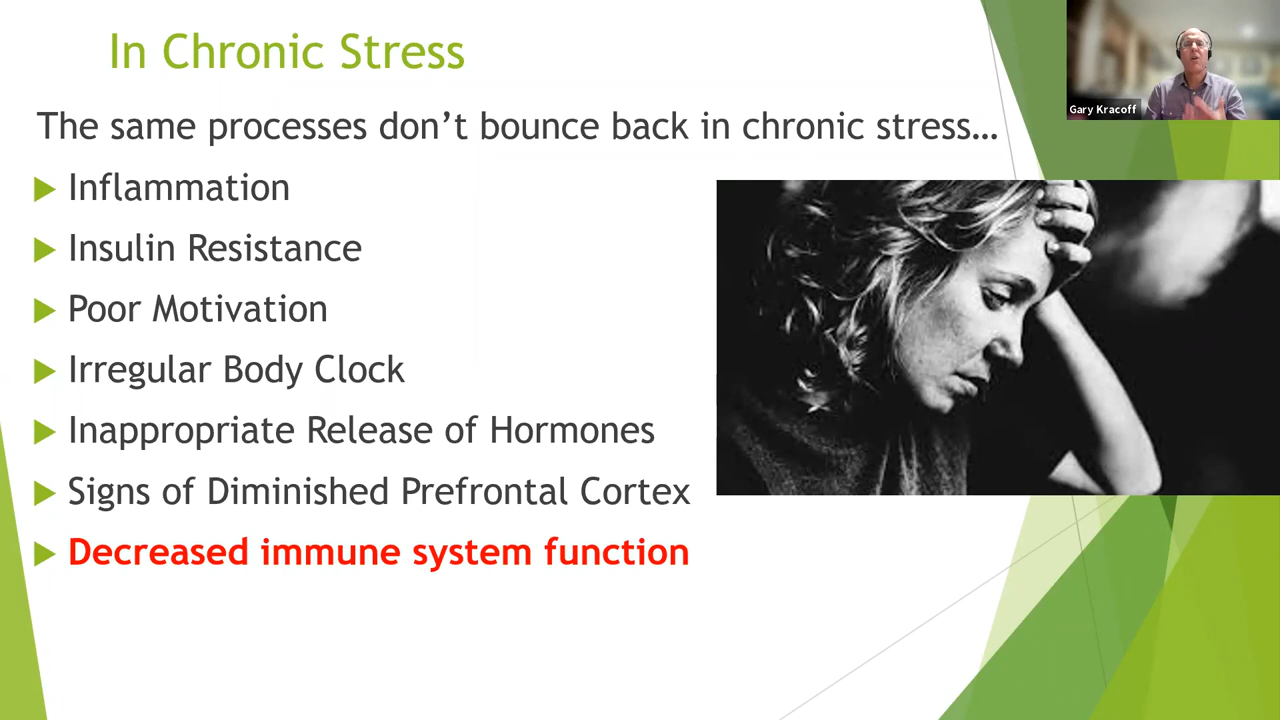 In Chronic Stress
Gary Kracoff
The same processes don’t bounce back in chronic stress…
Inflammation
Insulin Resistance
Poor Motivation
Irregular Body Clock
Inappropriate Release of Hormones
Signs of Diminished Prefrontal Cortex
Decreased immune system function